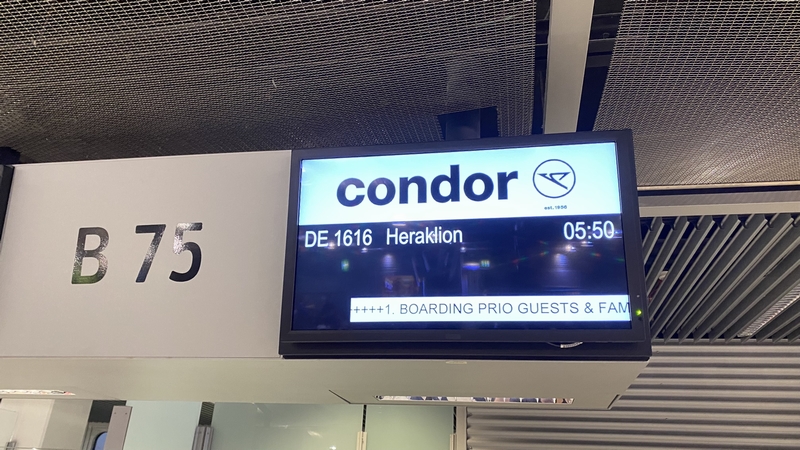 B 75
condor
est. 1956
DE 1616 Heraklion 05:50
+++++1. BOARDING PRIO GUESTS & FAM